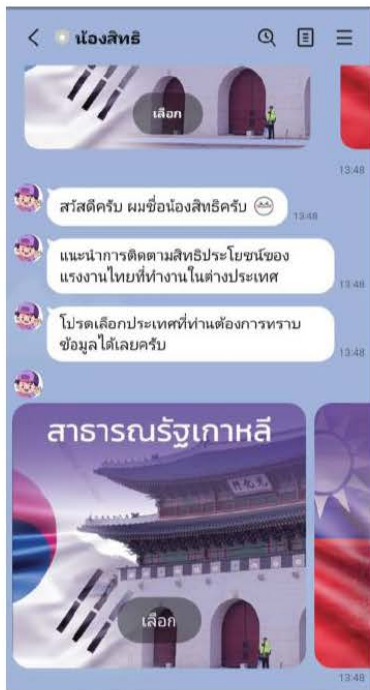 น้องสิทธิ
เลือก
13:48
สวัสดีครับ ผมชื่อน้องสิทธิครับ
13:48
แนะนำการติดตามสิทธิประโยชน์ของ
แรงงานไทยที่ทำงานในต่างประเทศ
13:48
โปรดเลือกประเทศที่ท่านต้องการทราบ
ข้อมูลได้เลยครับ
13:48
สาธารณรัฐเกาหลี
เลือก
13:48